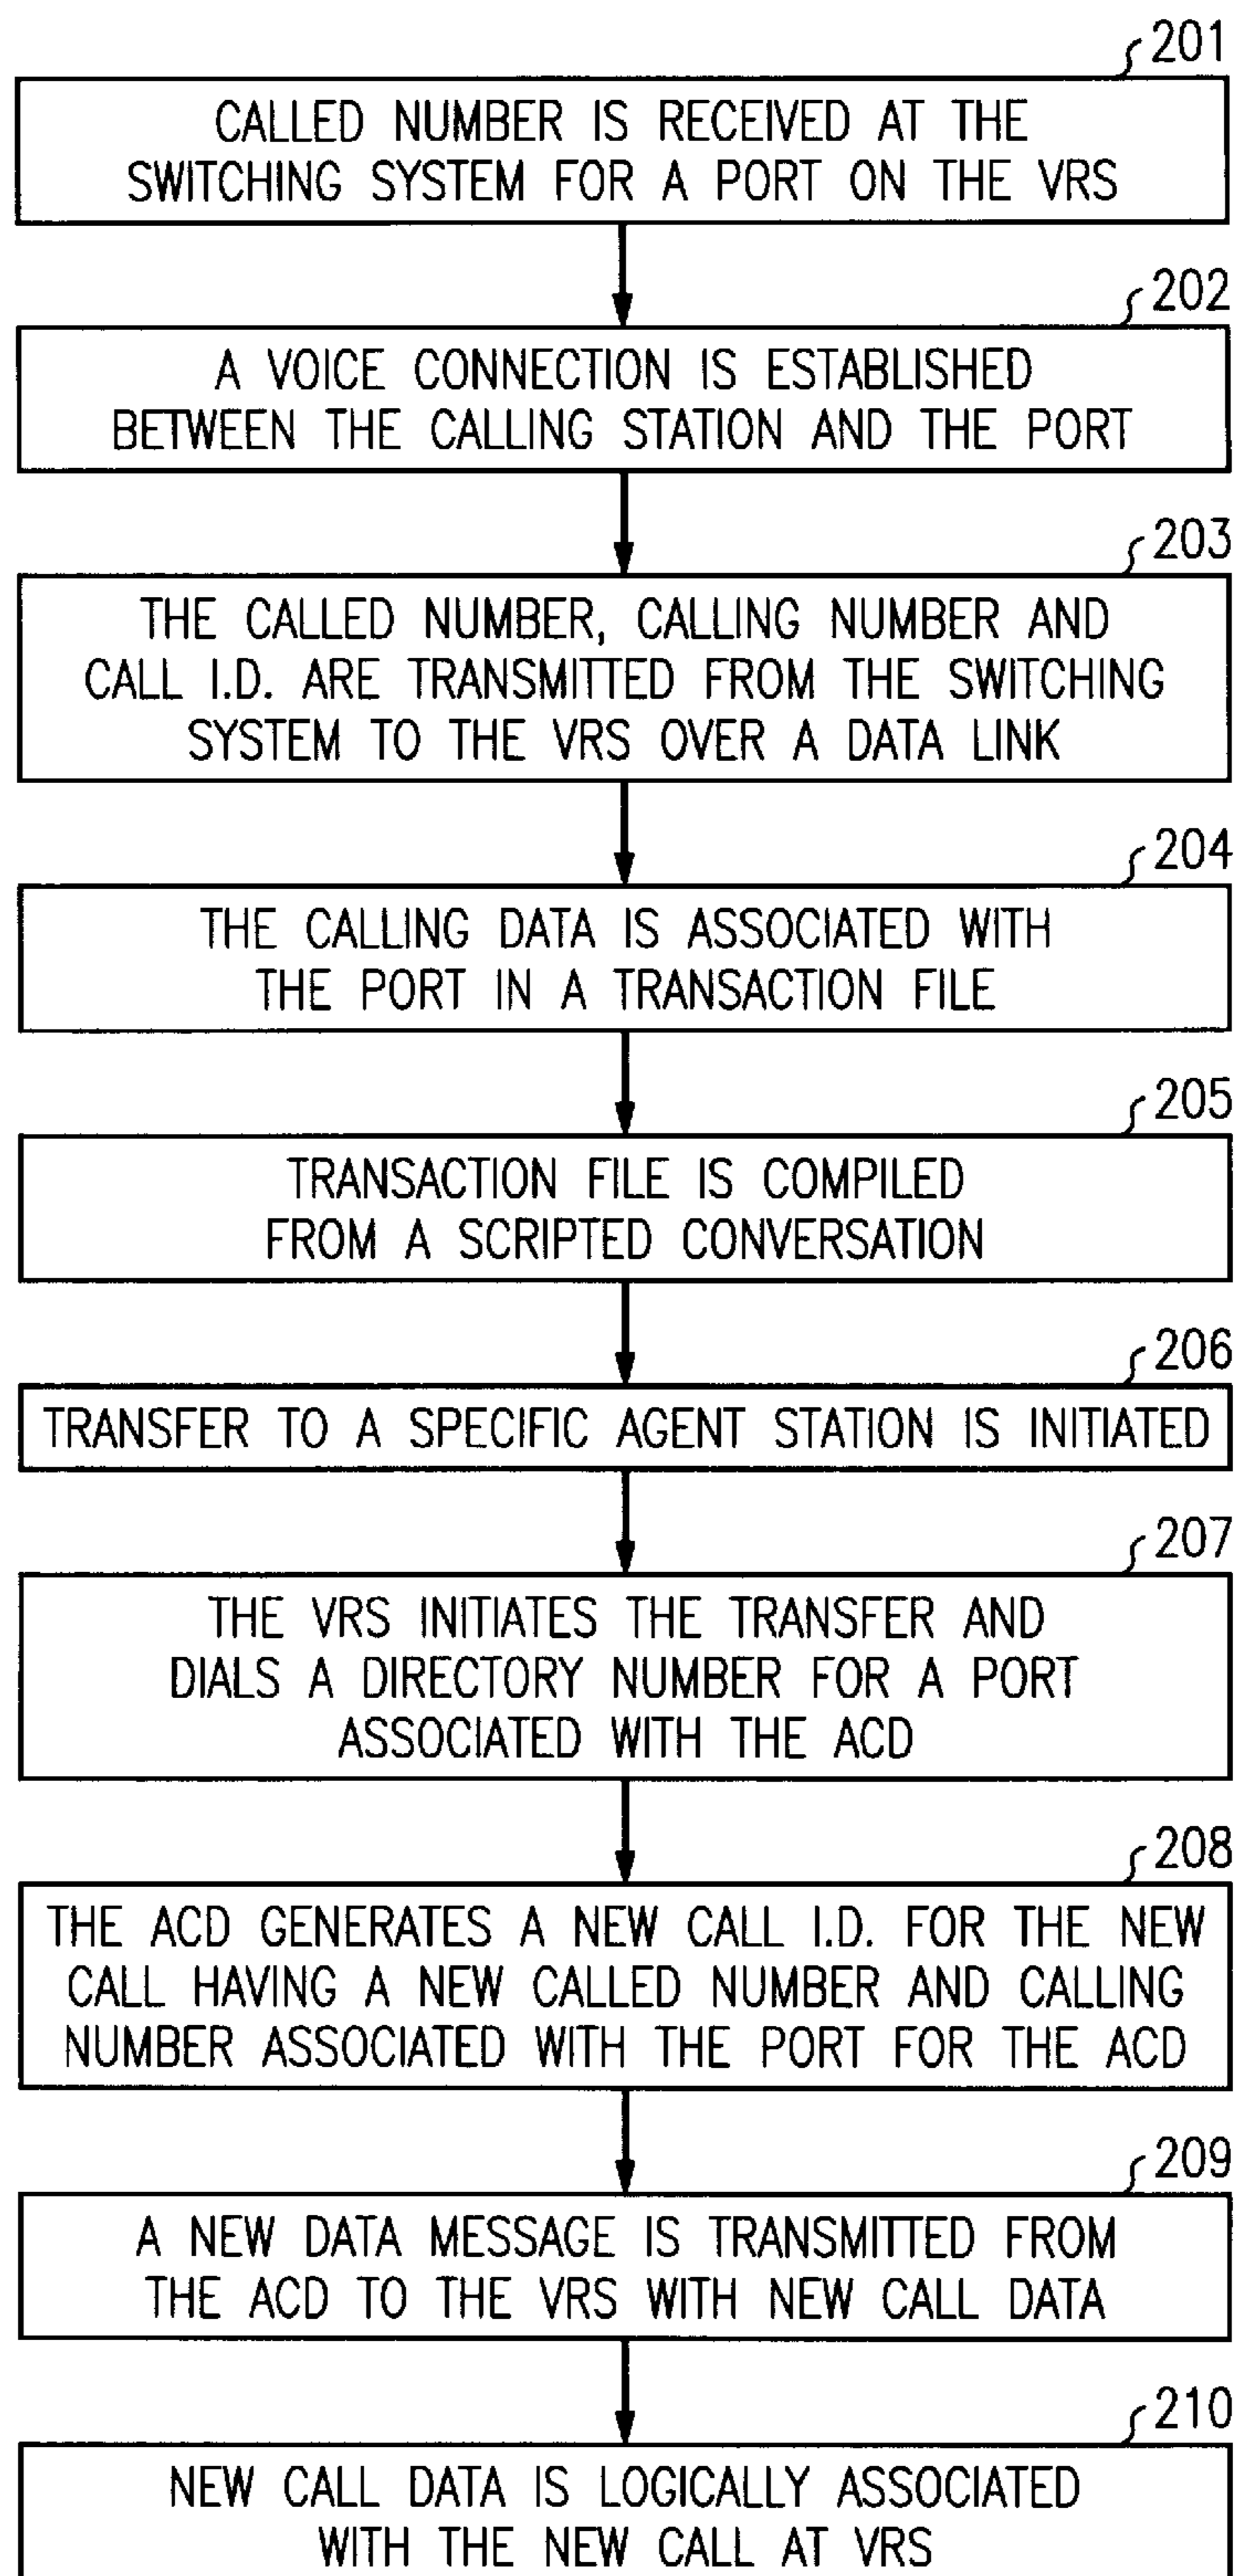 201
CALLED NUMBER IS RECEIVED AT THE
SWITCHING SYSTEM FOR A PORT ON THE VRS
202
A VOICE CONNECTION IS ESTABLISHED
BETWEEN THE CALLING STATION AND THE PORT
203
THE CALLED NUMBER, CALLING NUMBER AND
CALL I.D. ARE TRANSMITTED FROM THE SWITCHING
SYSTEM TO THE VRS OVER A DATA LINK
204
THE CALLING DATA IS ASSOCIATED WITH
THE PORT IN A TRANSACTION FILE
205
TRANSACTION FILE IS COMPILED
FROM A SCRIPTED CONVERSATION
206
TRANSFER TO A SPECIFIC AGENT STATION IS INITIATED
207
THE VRS INITIATES THE TRANSFER AND
DIALS A DIRECTORY NUMBER FOR A PORT
ASSOCIATED WITH THE ACD
208
THE ACD GENERATES A NEW CALL I.D. FOR THE NEW
CALL HAVING A NEW CALLED NUMBER AND CALLING
NUMBER ASSOCIATED WITH THE PORT FOR THE ACD
209
A NEW DATA MESSAGE IS TRANSMITTED FROM
THE ACD TO THE VRS WITH NEW CALL DATA
210
NEW CALL DATA IS LOGICALLY ASSOCIATED
WITH THE NEW CALL AT VRS